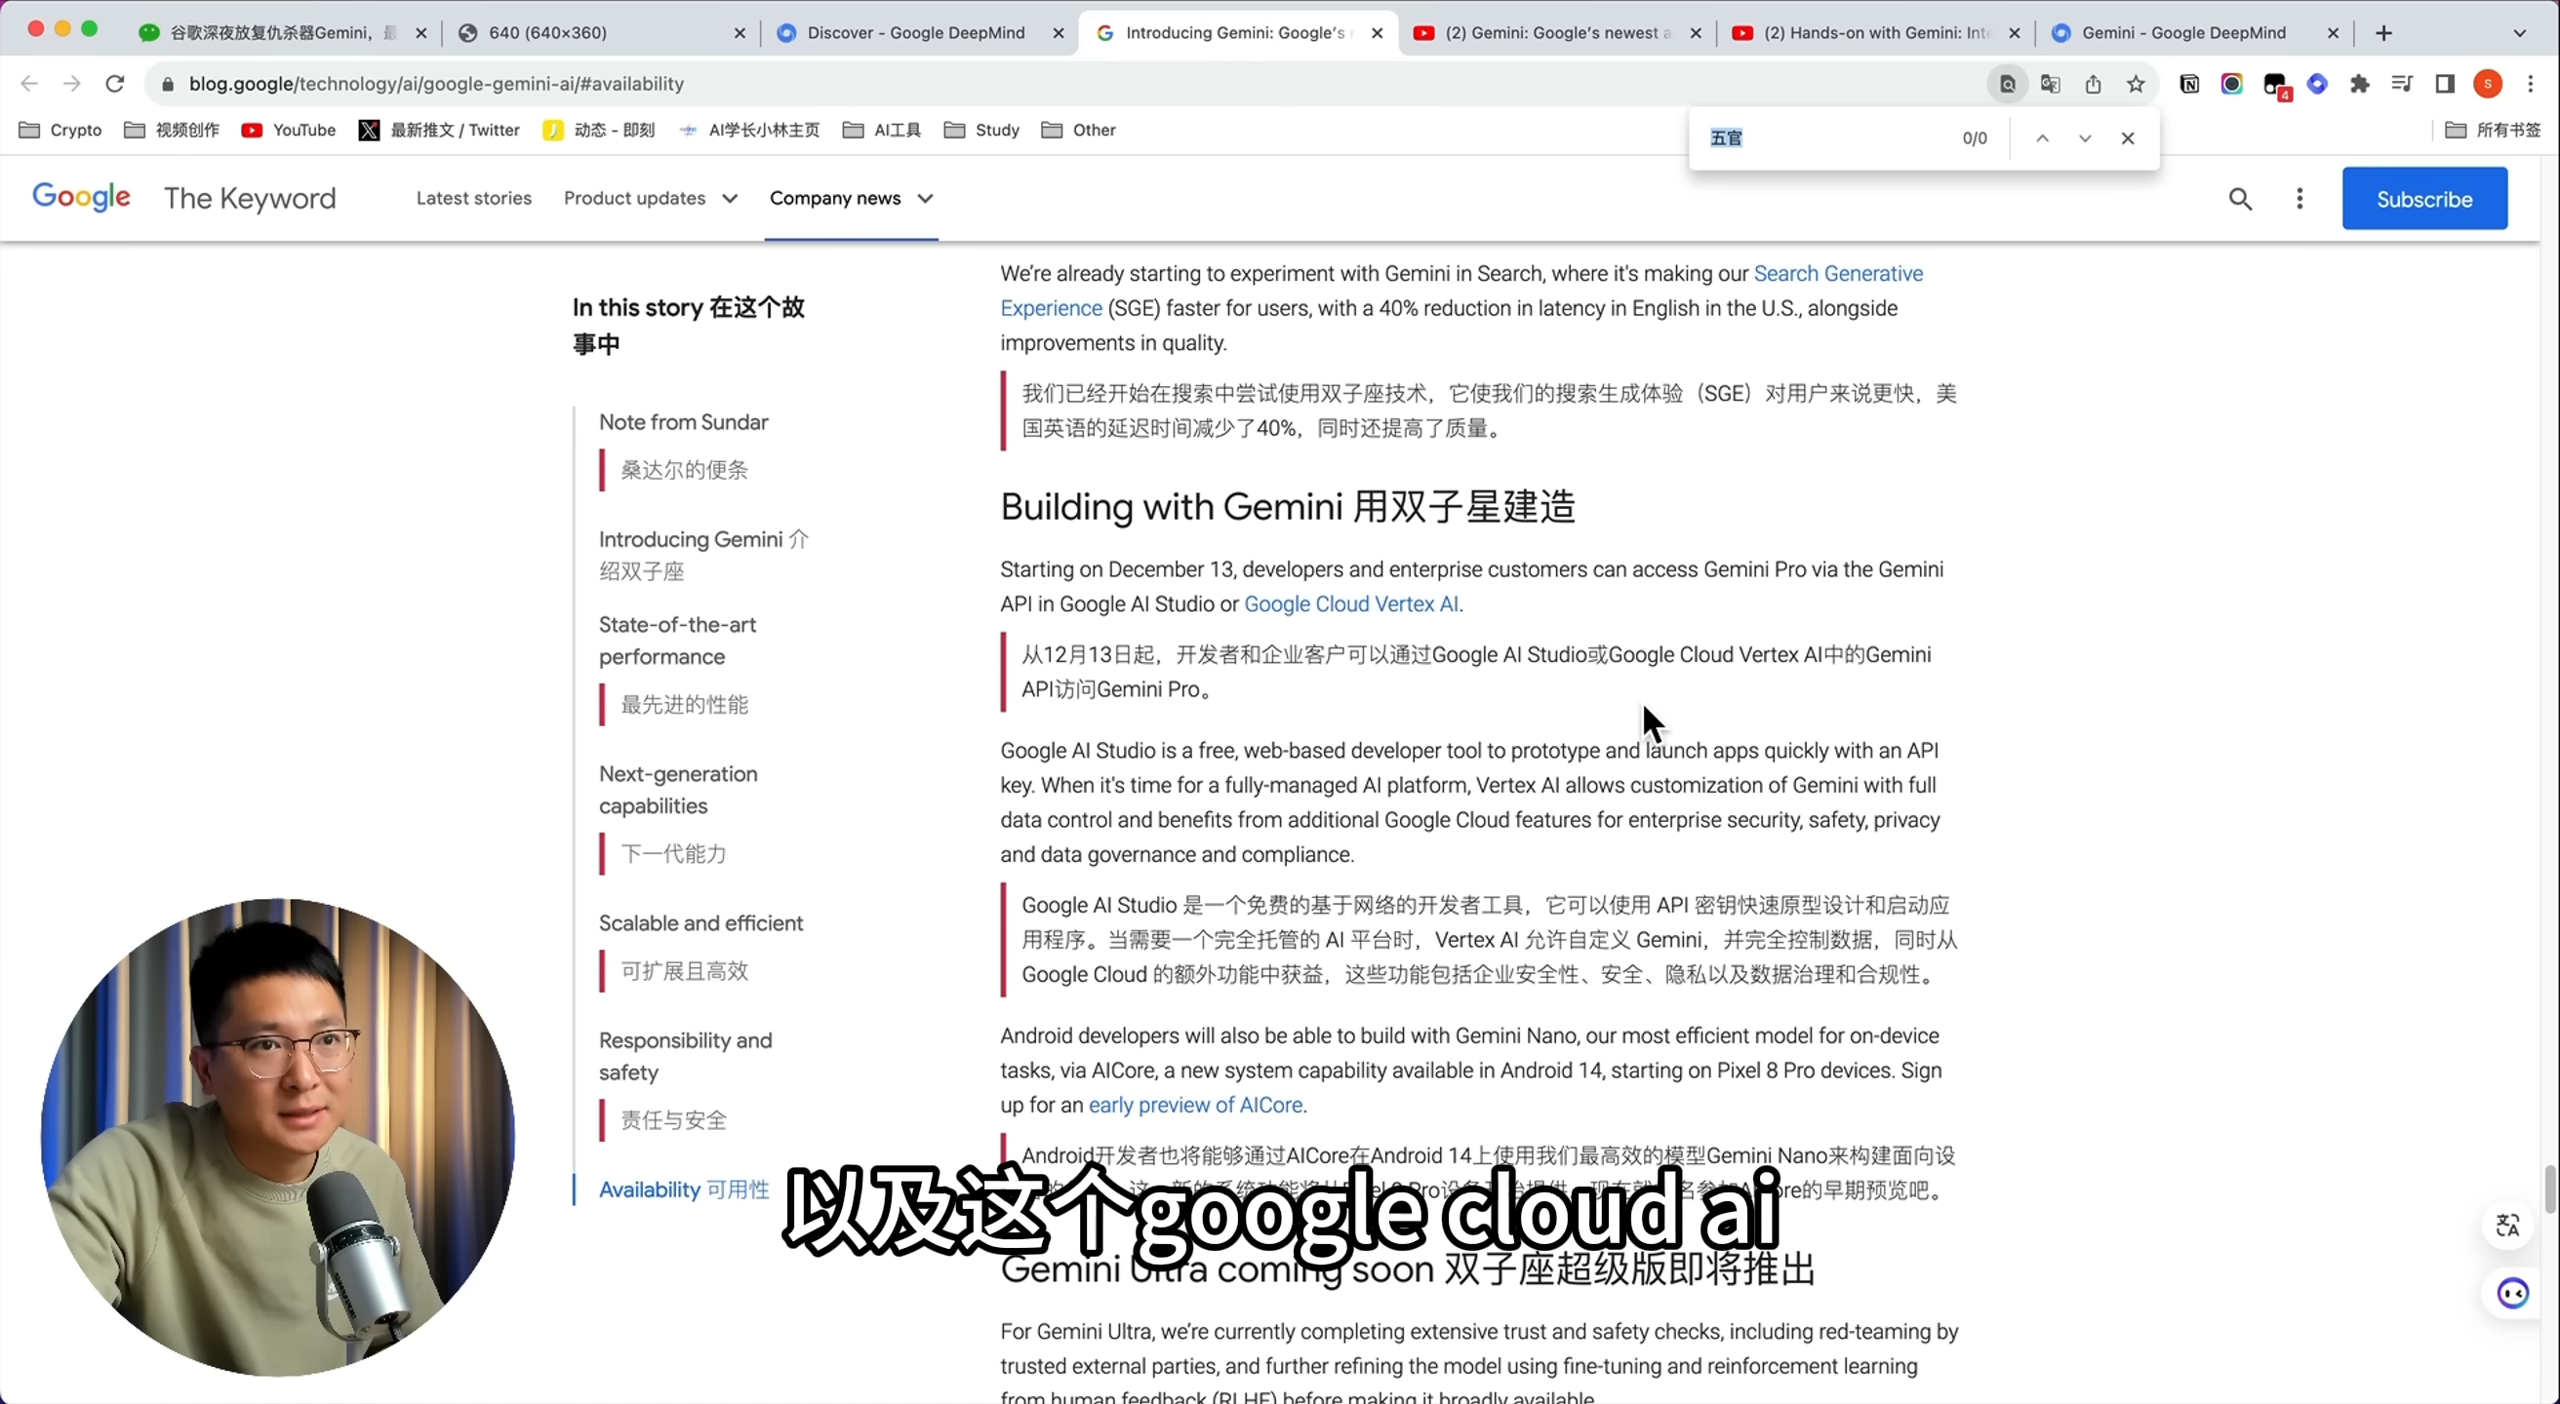 谷歌深夜放复仇杀器Gemini,
640 (640×360)
Discover - Google DeepMind
Introducing Gemini: Google's
(2) Gemini: Google's newest a
(2) Hands-on with Gemini: Inte
Gemini - Google DeepMind
blog.google/technology/ai/google-gemini-ai/#availability
4
S
Crypto
视频创作
YouTube
最新推文 / Twitter
动态 - 即刻
AI学长小林主页
AI工具
Study
Other
所有书签
五官
0/0
Google The Keyword
Latest stories
Product updates
Company news
Subscribe
In this story 在这个故
事中
Note from Sundar
桑达尔的便条
Introducing Gemini 介
绍双子座
State-of-the-art
performance
最先进的性能
Next-generation
capabilities
下一代能力
Scalable and efficient
可扩展且高效
Responsibility and
safety
责任与安全
Availability 可用性
We're already starting to experiment with Gemini in Search, where it's making our Search Generative
Experience (SGE) faster for users, with a 40% reduction in latency in English in the U.S., alongside
improvements in quality.
我们已经开始在搜索中尝试使用双子座技术，它使我们的搜索生成体验（SGE）对用户来说更快，美
国英语的延迟时间减少了40%，同时还提高了质量。
Building with Gemini 用双子星建造
Starting on December 13, developers and enterprise customers can access Gemini Pro via the Gemini
API in Google AI Studio or Google Cloud Vertex AI.
从12月13日起，开发者和企业客户可以通过Google AI Studio或Google Cloud Vertex AI中的Gemini
API访问Gemini Pro。
Google AI Studio is a free, web-based developer tool to prototype and launch apps quickly with an API
key. When it's time for a fully-managed AI platform, Vertex AI allows customization of Gemini with full
data control and benefits from additional Google Cloud features for enterprise security, safety, privacy
and data governance and compliance.
Google AI Studio 是一个免费的基于网络的开发者工具，它可以使用 API 密钥快速原型设计和启动应
用程序。当需要一个完全托管的 AI 平台时，Vertex AI 允许自定义 Gemini，并完全控制数据，同时从
Google Cloud 的额外功能中获益，这些功能包括企业安全性、安全、隐私以及数据治理和合规性。
Android developers will also be able to build with Gemini Nano, our most efficient model for on-device
tasks, via AICore, a new system capability available in Android 14, starting on Pixel 8 Pro devices. Sign
up for an early preview of AICore.
Android开发者也将能够通过AICore在Android 14上使用我们最高效的模型Gemini Nano来构建面向设
的早期预览吧。
以及这个google cloud ai
Gemini Ultra coming soon 双子座超级版即将推出
For Gemini Ultra, we're currently completing extensive trust and safety checks, including red-teaming by
trusted external parties, and further refining the model using fine-tuning and reinforcement learning
from human feedback (RLHF) before making it broadly available.